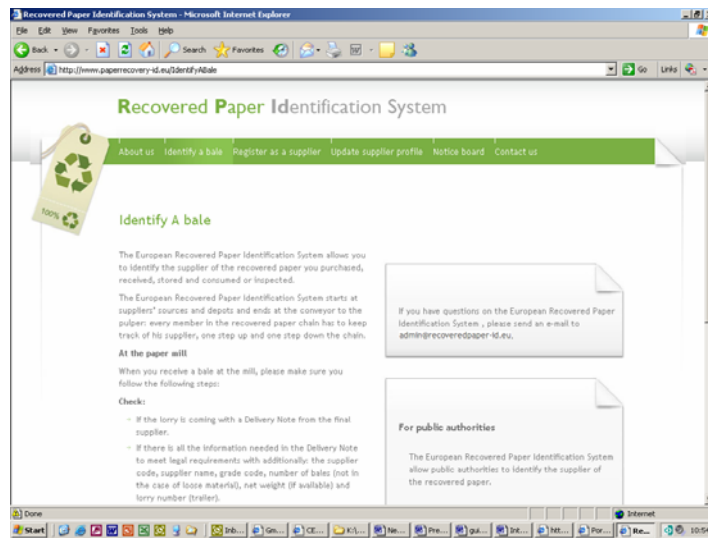 Recovered Paper Identification System - Microsoft Internet Explorer
File Edit View Favorites Tools Help
Back Search Favorites
Address http://www.paperrecovery-id.eu/IdentifyABale Go Links
Recovered Paper Identification System
About us Identify a bale Register as a supplier Update supplier profile Notice board Contact us
100%
Identify A bale
The European Recovered Paper Identification System allows you
to identify the supplier of the recovered paper you purchased,
received, stored and consumed or inspected.
The European Recovered Paper Identification System starts at
suppliers' sources and depots and ends at the conveyor to the
pulper: every member in the recovered paper chain has to keep
track of his supplier, one step up and one step down the chain.
At the paper mill
When you receive a bale at the mill, please make sure you
follow the following steps:
Check:
If the lorry is coming with a Delivery Note from the final
supplier.
If there is all the information needed in the Delivery Note
to meet legal requirements with additionally: the supplier
code, supplier name, grade code, number of bales (not in
the case of loose material), net weight (if available) and
lorry number (trailer).
If you have questions on the European Recovered Paper
Identification System , please send an e-mail to
admin@recoveredpaper-id.eu.
For public authorities
The European Recovered Paper Identification System
allow public authorities to identify the supplier of
the recovered paper.
Done Internet
Start Inb... Gm... CE... K:\... Ne... Pre... gui... Int... htt... Por... Re... 10:54